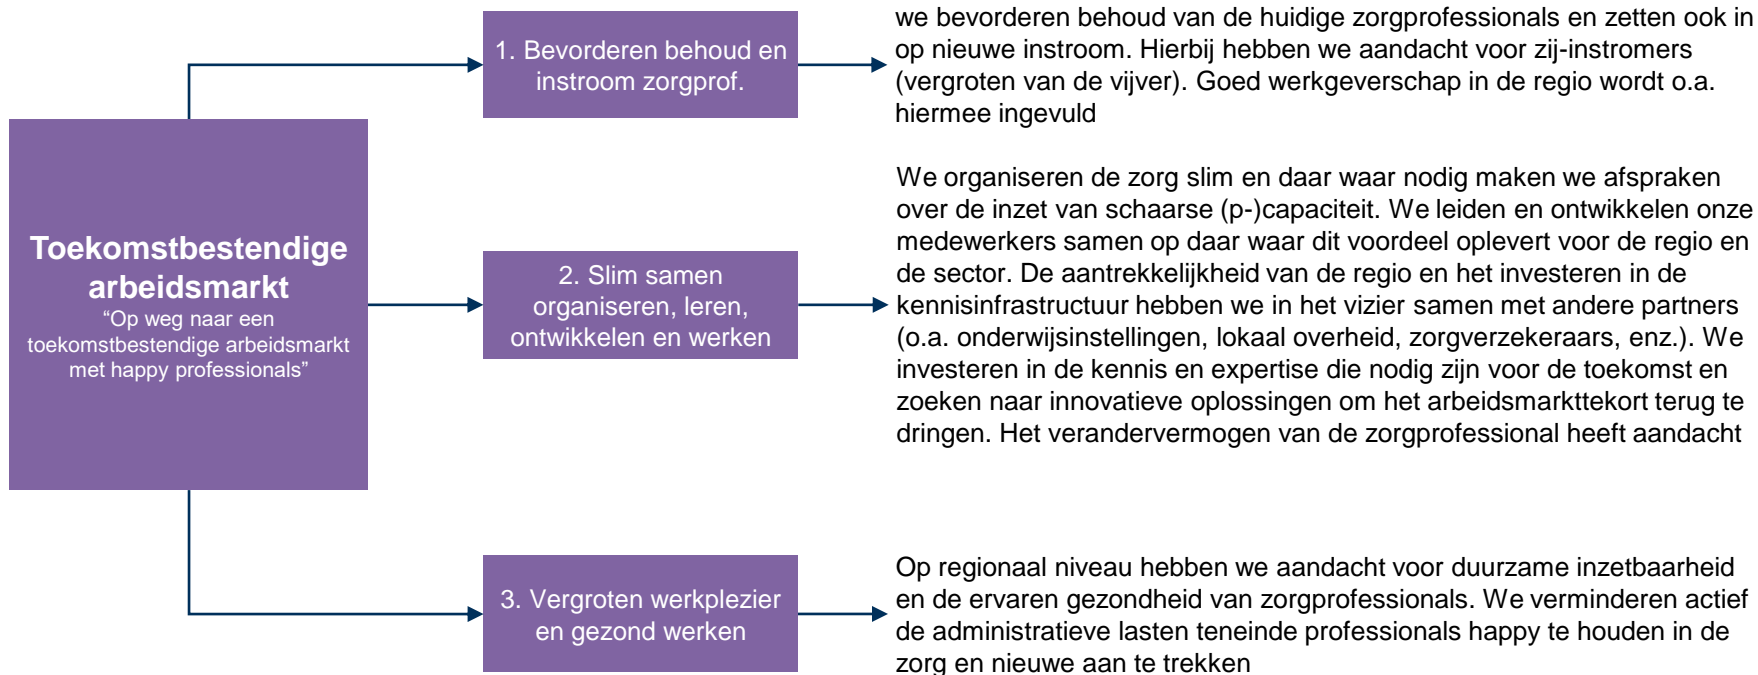 Toekomstbestendige
arbeidsmarkt
“Op weg naar een
toekomstbestendige arbeidsmarkt
met happy professionals”
1. Bevorderen behoud en
instroom zorgprof.
we bevorderen behoud van de huidige zorgprofessionals en zetten ook in
op nieuwe instroom. Hierbij hebben we aandacht voor zij-instromers
(vergroten van de vijver). Goed werkgeverschap in de regio wordt o.a.
hiermee ingevuld
2. Slim samen
organiseren, leren,
ontwikkelen en werken
We organiseren de zorg slim en daar waar nodig maken we afspraken
over de inzet van schaarse (p-)capaciteit. We leiden en ontwikkelen onze
medewerkers samen op daar waar dit voordeel oplevert voor de regio en
de sector. De aantrekkelijkheid van de regio en het investeren in de
kennisinfrastructuur hebben we in het vizier samen met andere partners
(o.a. onderwijsinstellingen, lokaal overheid, zorgverzekeraars, enz.). We
investeren in de kennis en expertise die nodig zijn voor de toekomst en
zoeken naar innovatieve oplossingen om het arbeidsmarkttekort terug te
dringen. Het verandervermogen van de zorgprofessional heeft aandacht
3. Vergroten werkplezier
en gezond werken
Op regionaal niveau hebben we aandacht voor duurzame inzetbaarheid
en de ervaren gezondheid van zorgprofessionals. We verminderen actief
de administratieve lasten teneinde professionals happy te houden in de
zorg en nieuwe aan te trekken